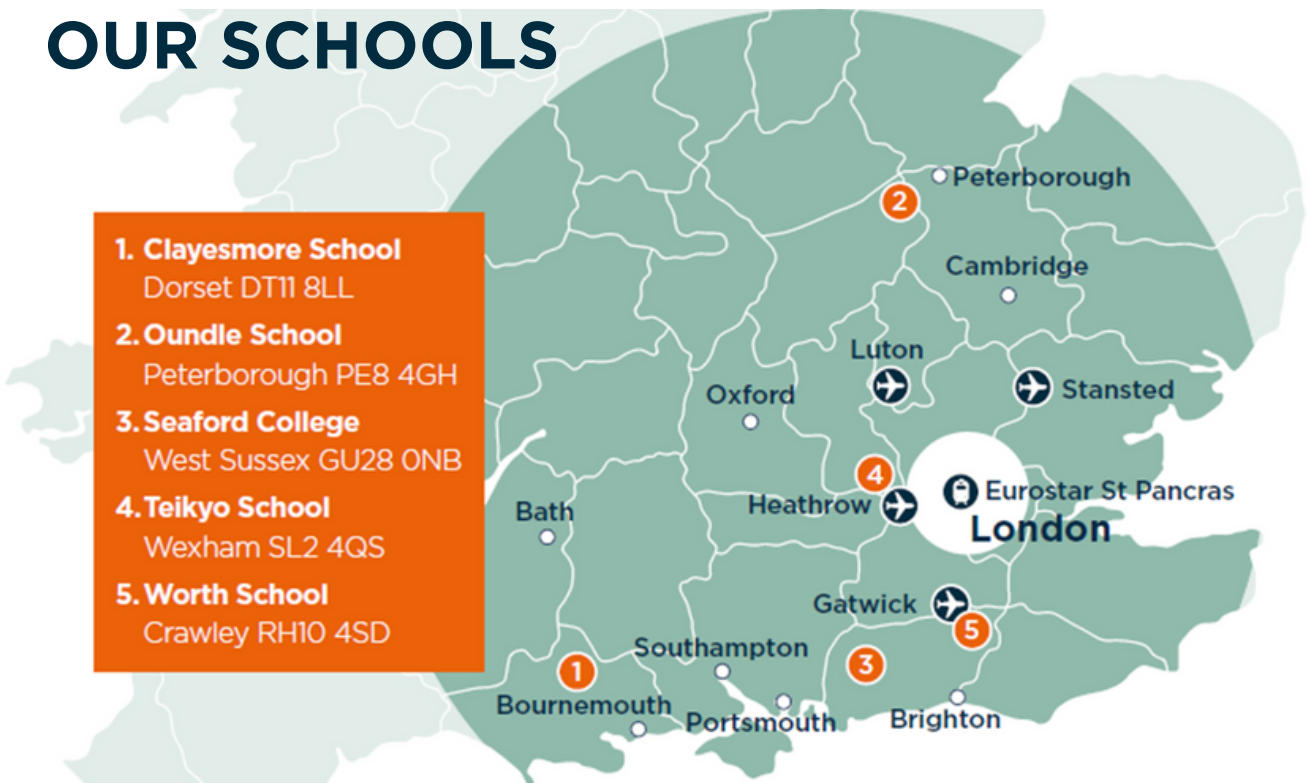 OUR SCHOOLS
1. Clayesmore School
Dorset DT11 8LL
2. Oundle School
Peterborough PE8 4GH
3. Seaford College
West Sussex GU28 0NB
4. Teikyo School
Wexham SL2 4QS
5. Worth School
Crawley RH10 4SD
Peterborough
2
Cambridge
Luton
Oxford
Stansted
4
Heathrow
Eurostar St Pancras
London
Bath
Gatwick
5
Southampton
3
1
Bournemouth
Portsmouth
Brighton